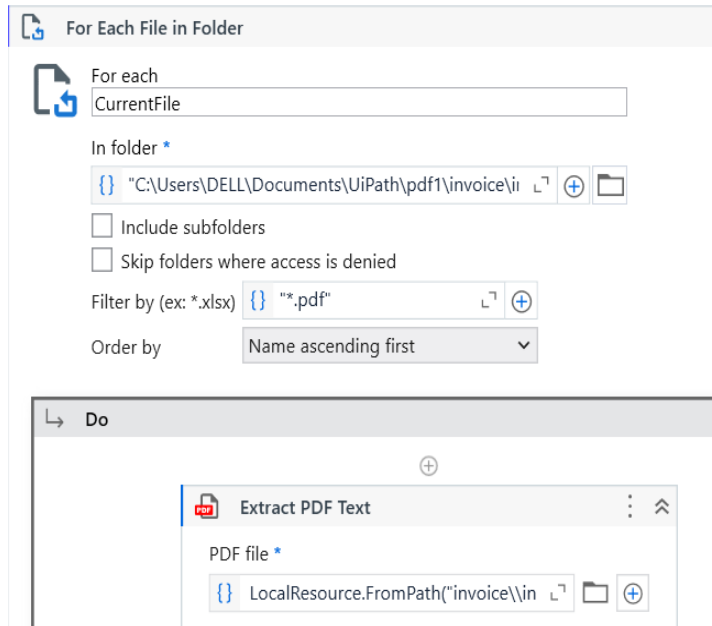 For Each File in Folder
For each
CurrentFile
In folder *
{} "C:\Users\DELL\Documents\UiPath\pdf1\invoice\i
Include subfolders
Skip folders where access is denied
Filter by (ex: *.xlsx) {} "*.pdf"
Order by Name ascending first
Do
Extract PDF Text
PDF file *
{} LocalResource.FromPath("invoice\\in
PDF